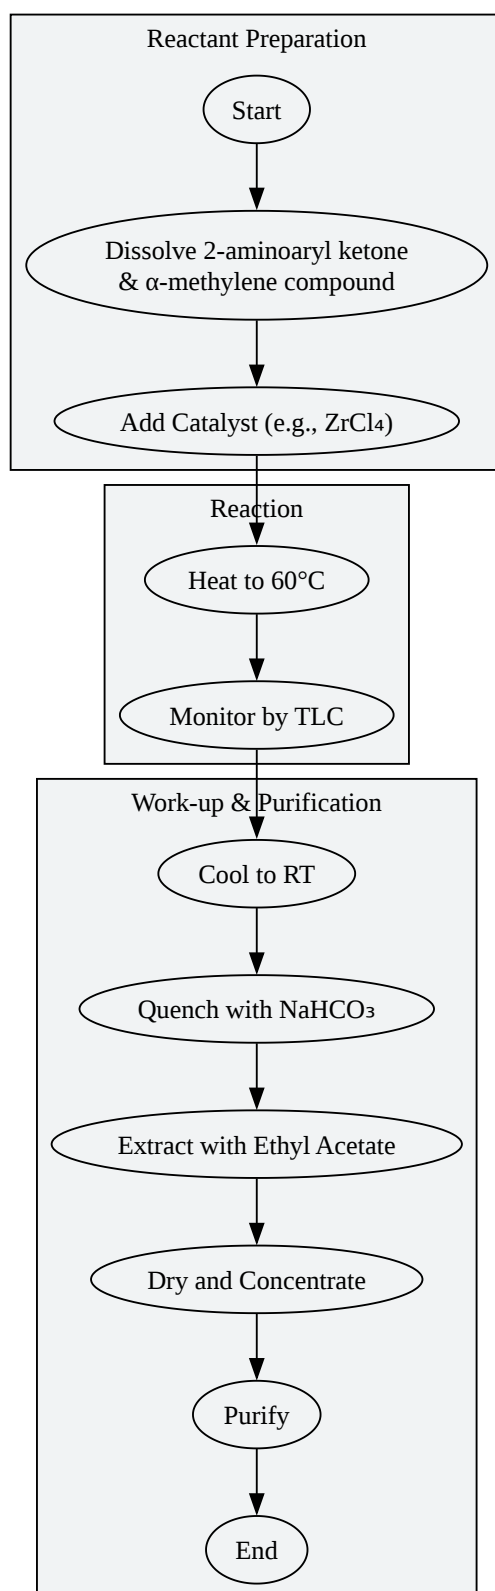 Reactant Preparation
Start
Dissolve 2-aminoaryl ketone
& α-methylene compound
Add Catalyst (e.g., ZrCl₄)
Reaction
Heat to 60°C
Monitor by TLC
Work-up & Purification
Cool to RT
Quench with NaHCO₃
Extract with Ethyl Acetate
Dry and Concentrate
Purify
End